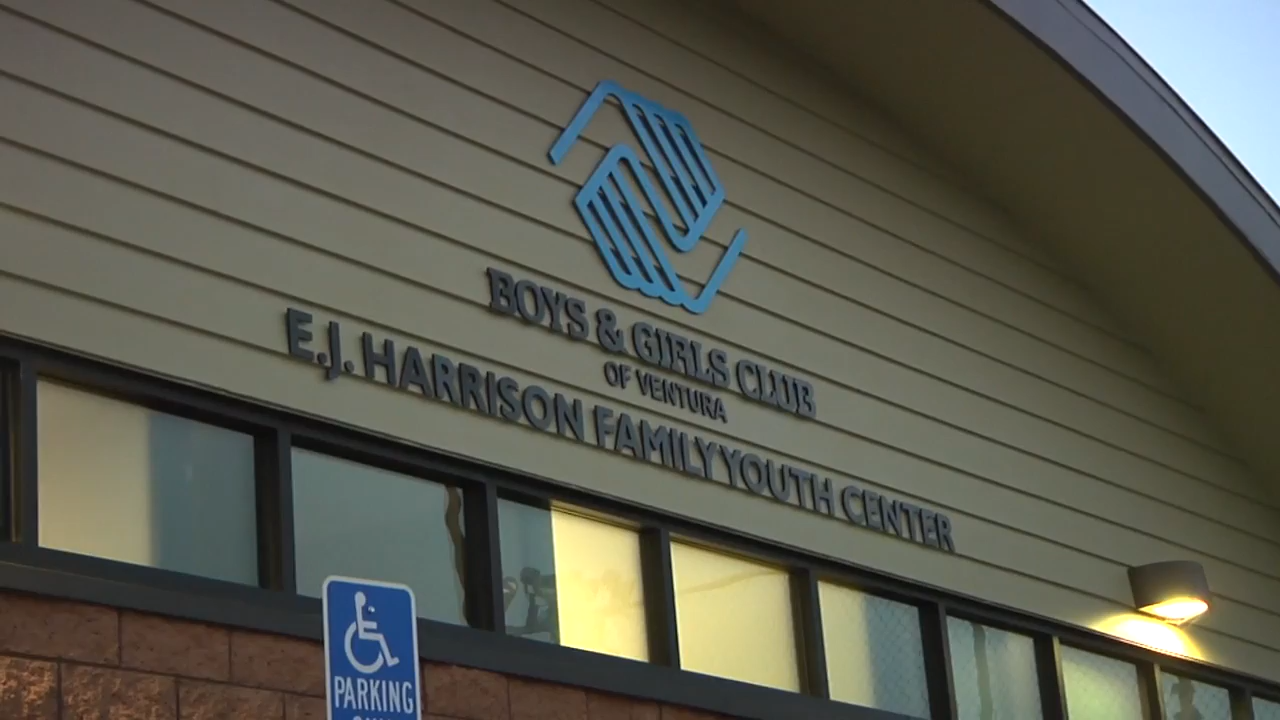 BOYS & GIRLS CLUB
OF VENTURA
E.J. HARRISON FAMILY YOUTH CENTER
PARKING